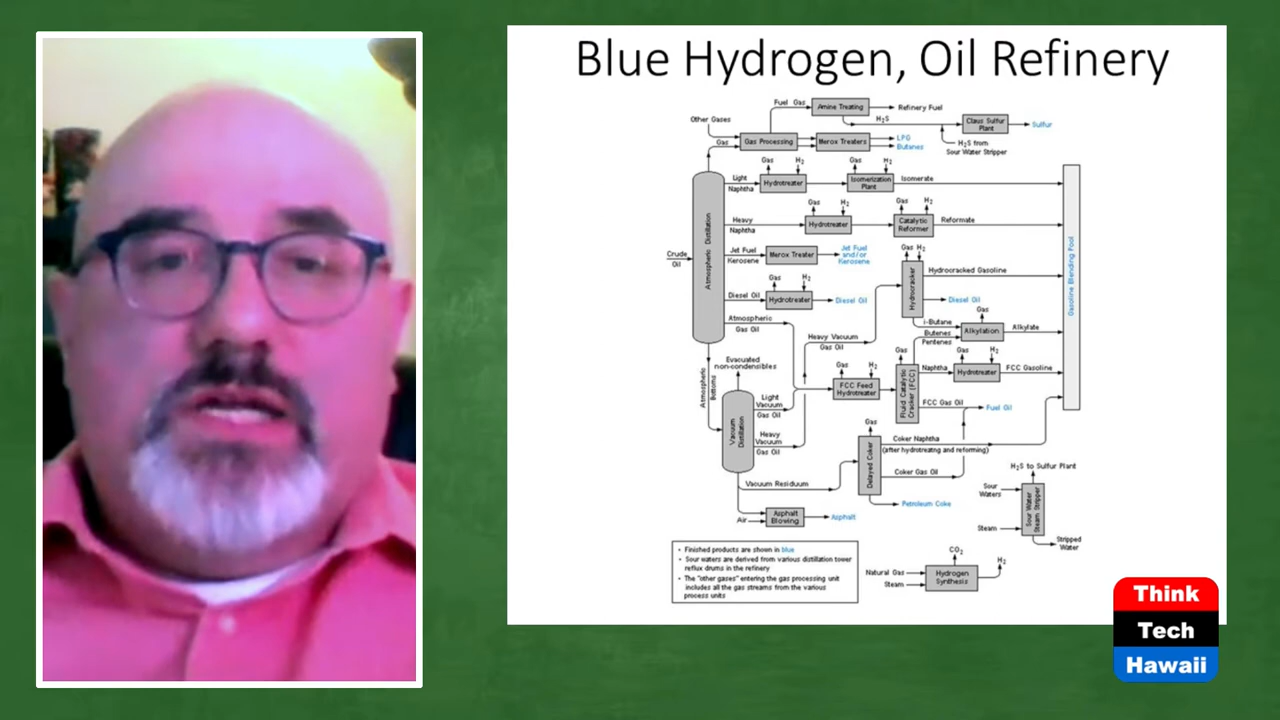 Blue Hydrogen, Oil Refinery
Fuel Gas
Amine Treating
Refinery Fuel
Other Gases
H2S
Claus Sulfur
Plant
Sulfur
Gas
Gas Processing
Merox Treaters
LPG
Butanes
H2S from
Sour Water Stripper
Gas
H2
Gas
H2
Light
Naphtha
Hydrotreater
Isomerization
Plant
Isomerate
Gas
H2
Gas
H2
Heavy
Naphtha
Hydrotreater
Catalytic
Reformer
Reformate
Crude
Oil
Atmospheric Distillation
Jet Fuel
Kerosene
Merox Treater
Jet Fuel
and/or
Kerosene
Gas
H2
Hydrocracker
Hydrocracked Gasoline
Gasoline Blending Pool
Gas
H2
Diesel Oil
Hydrotreater
Diesel Oil
Diesel Oil
Atmospheric
Gas Oil
i-Butane
Butenes
Pentenes
Gas
Alkylation
Alkylate
Heavy Vacuum
Gas Oil
Evacuated
non-condensibles
Atmospheric
Bottoms
Gas
H2
FCC Feed
Hydrotreater
Gas
Fluid Catalytic
Cracker (FCC)
Naphtha
Gas
H2
Hydrotreater
FCC Gasoline
Light
Vacuum
Gas Oil
FCC Gas Oil
Fuel Oil
Vacuum
Distillation
Heavy
Vacuum
Gas Oil
Gas
Delayed Coker
Coker Naphtha
(after hydrotreating and reforming)
Coker Gas Oil
Vacuum Residuum
Petroleum Coke
Air
Asphalt
Blowing
Asphalt
H2S to Sulfur Plant
Sour
Waters
Sour Water
Steam Stripper
Steam
Stripped
Water
• Finished products are shown in blue
• Sour waters are derived from various distillation tower
reflux drums in the refinery
• The "other gases" entering the gas processing unit
includes all the gas streams from the various
process units
CO2
H2
Natural Gas
Steam
Hydrogen
Synthesis
Think
Tech
Hawaii